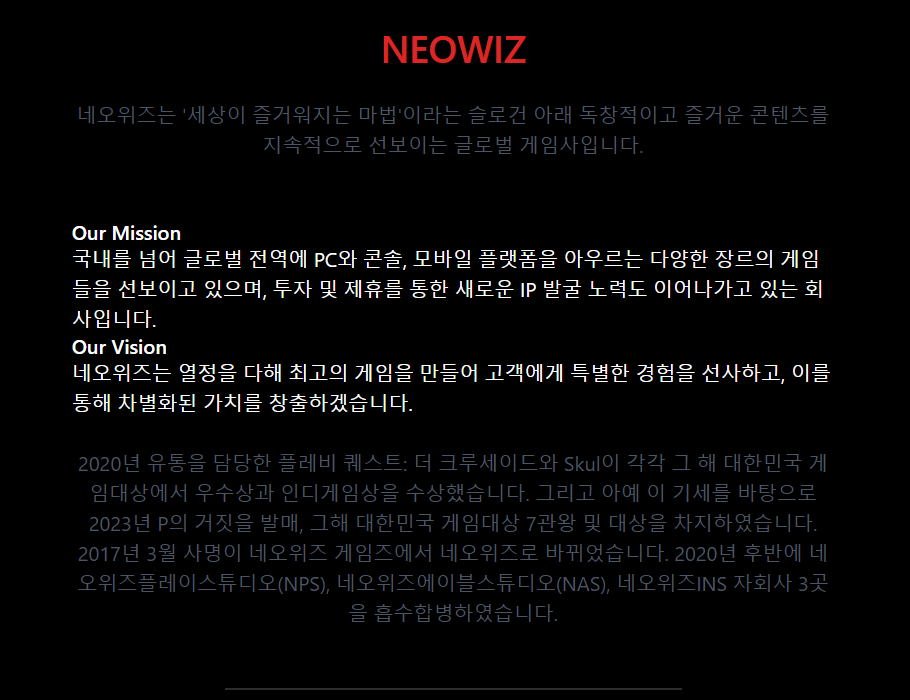 NEOWIZ
네오위즈는 '세상이 즐거워지는 마법'이라는 슬로건 아래 독창적이고 즐거운 콘텐츠를
지속적으로 선보이는 글로벌 게임사입니다.
Our Mission
국내를 넘어 글로벌 전역에 PC와 콘솔, 모바일 플랫폼을 아우르는 다양한 장르의 게임
들을 선보이고 있으며, 투자 및 제휴를 통한 새로운 IP 발굴 노력도 이어나가고 있는 회
사입니다.
Our Vision
네오위즈는 열정을 다해 최고의 게임을 만들어 고객에게 특별한 경험을 선사하고, 이를
통해 차별화된 가치를 창출하겠습니다.
2020년 유통을 담당한 플레비 퀘스트: 더 크루세이드와 Skul이 각각 그 해 대한민국 게
임대상에서 우수상과 인디게임상을 수상했습니다. 그리고 아예 이 기세를 바탕으로
2023년 P의 거짓을 발매, 그해 대한민국 게임대상 7관왕 및 대상을 차지하였습니다.
2017년 3월 사명이 네오위즈 게임즈에서 네오위즈로 바뀌었습니다. 2020년 후반에 네
오위즈플레이스튜디오(NPS), 네오위즈에이블스튜디오(NAS), 네오위즈INS 자회사 3곳
을 흡수합병하였습니다.